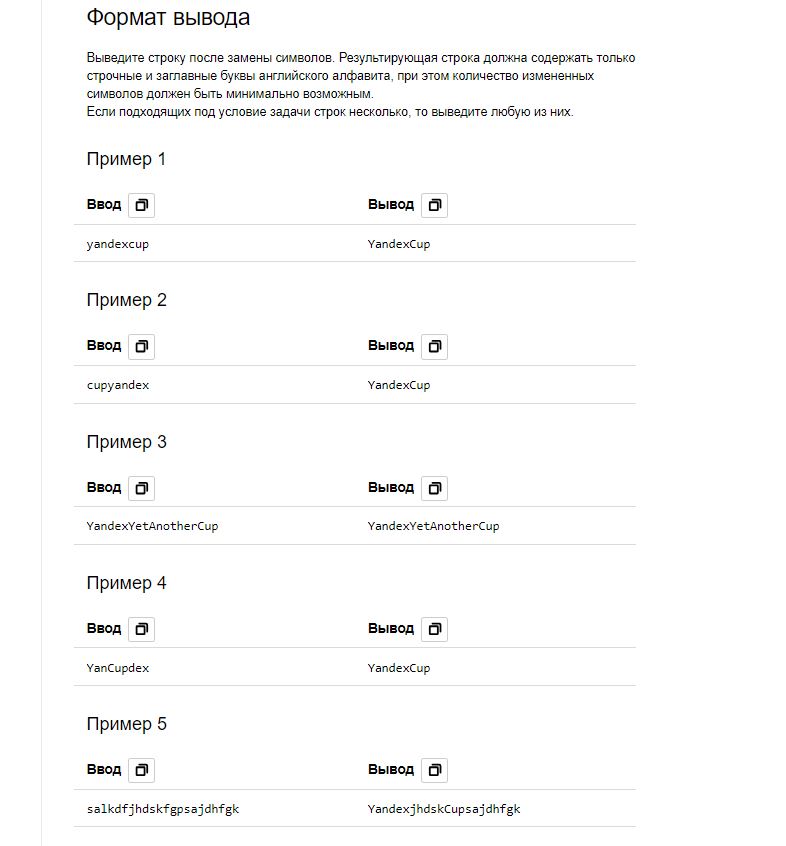 Формат вывода
Выведите строку после замены символов. Результирующая строка должна содержать только
строчные и заглавные буквы английского алфавита, при этом количество измененных
символов должен быть минимально возможным.
Если подходящих под условие задачи строк несколько, то выведите любую из них.
Пример 1
Ввод Вывод
yandexcup YandexCup
Пример 2
Ввод Вывод
cupyandex YandexCup
Пример 3
Ввод Вывод
YandexYetAnotherCup YandexYetAnotherCup
Пример 4
Ввод Вывод
YanCupdex YandexCup
Пример 5
Ввод Вывод
salkdfjhdskfgpsajdhfgk YandexjhdskCupsajdhfgk